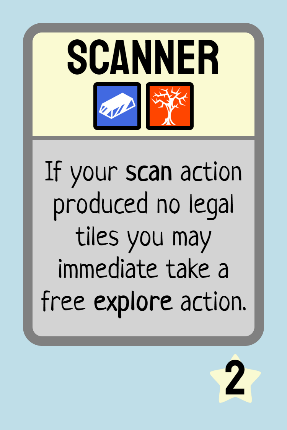 SCANNER
If your scan action
produced no legal
tiles you may
immediate take a
free explore action.
2